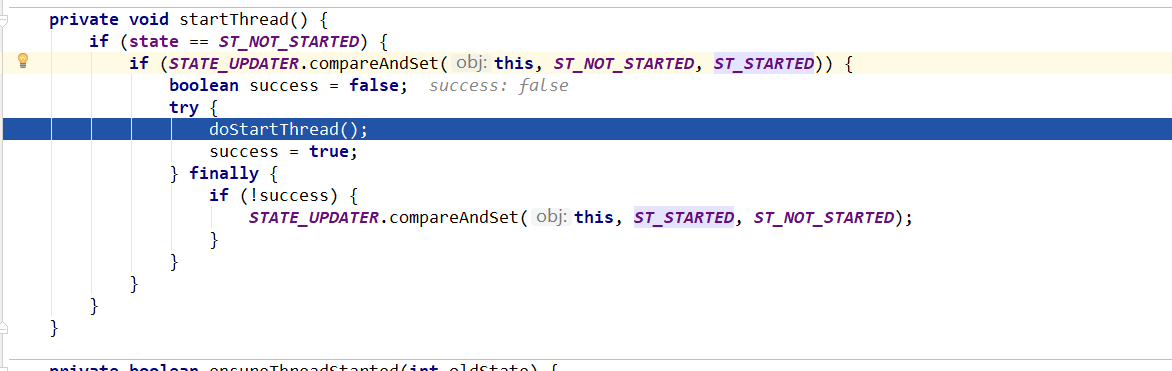 private void startThread() {
if (state == ST_NOT_STARTED) {
if (STATE_UPDATER.compareAndSet( obj: this, ST_NOT_STARTED, ST_STARTED)) {
boolean success = false;  success: false
try {
doStartThread();
success = true;
} finally {
if (!success) {
STATE_UPDATER.compareAndSet( obj: this, ST_STARTED, ST_NOT_STARTED);
}
}
}
}
}
private boolean ensureThreadStarted(int oldState) {